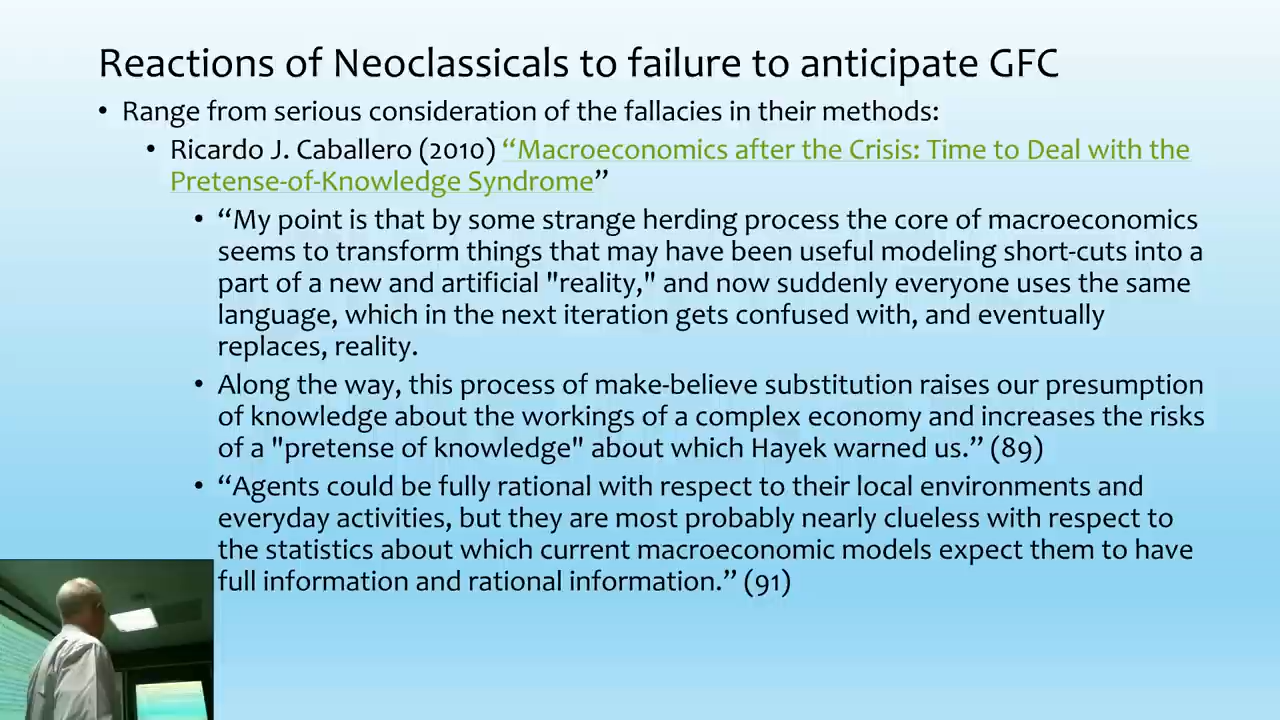 Reactions of Neoclassicals to failure to anticipate GFC
• Range from serious consideration of the fallacies in their methods:
• Ricardo J. Caballero (2010) “Macroeconomics after the Crisis: Time to Deal with the
Pretense-of-Knowledge Syndrome”
• “My point is that by some strange herding process the core of macroeconomics
seems to transform things that may have been useful modeling short-cuts into a
part of a new and artificial "reality," and now suddenly everyone uses the same
language, which in the next iteration gets confused with, and eventually
replaces, reality.
• Along the way, this process of make-believe substitution raises our presumption
of knowledge about the workings of a complex economy and increases the risks
of a "pretense of knowledge" about which Hayek warned us.” (89)
• “Agents could be fully rational with respect to their local environments and
everyday activities, but they are most probably nearly clueless with respect to
the statistics about which current macroeconomic models expect them to have
full information and rational information.” (91)